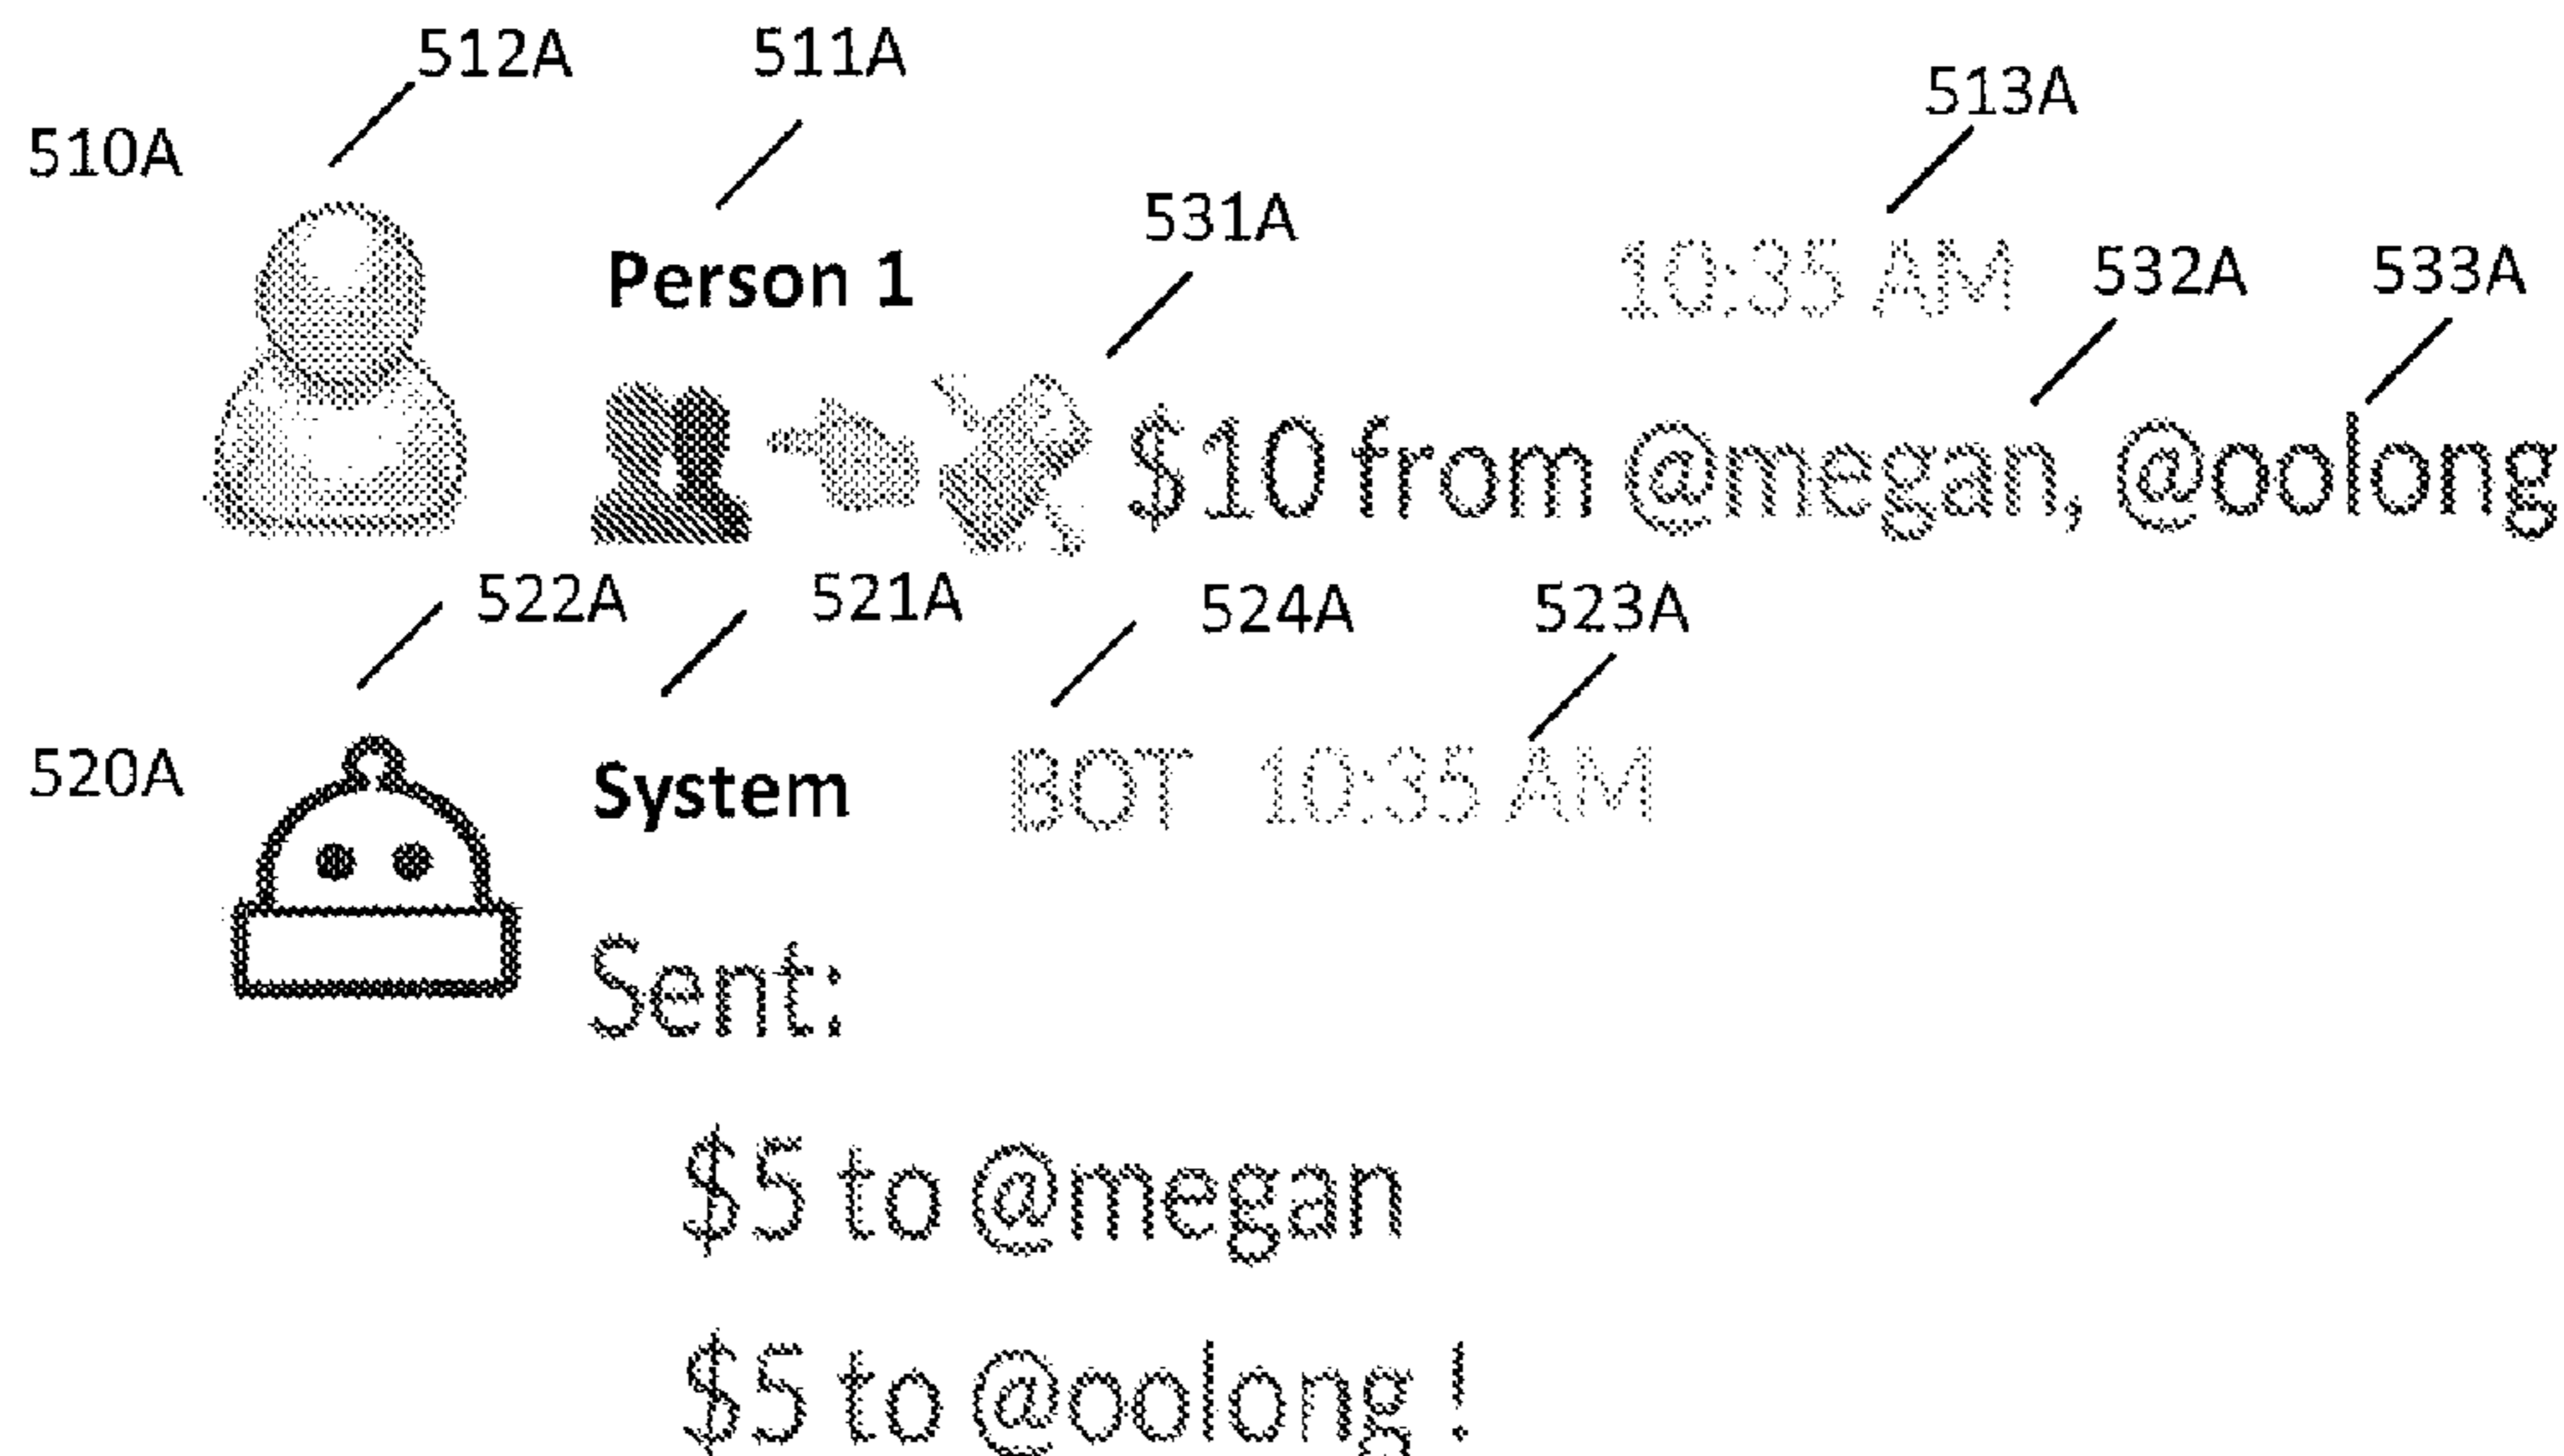 512A 511A
513A
510A
531A
Person 1 10:35 AM 532A 533A
$10 from @megan, @oolong
522A 521A 524A 523A
520A System BOT 10:35 AM
Sent:
$5 to @megan
$5 to @oolong !